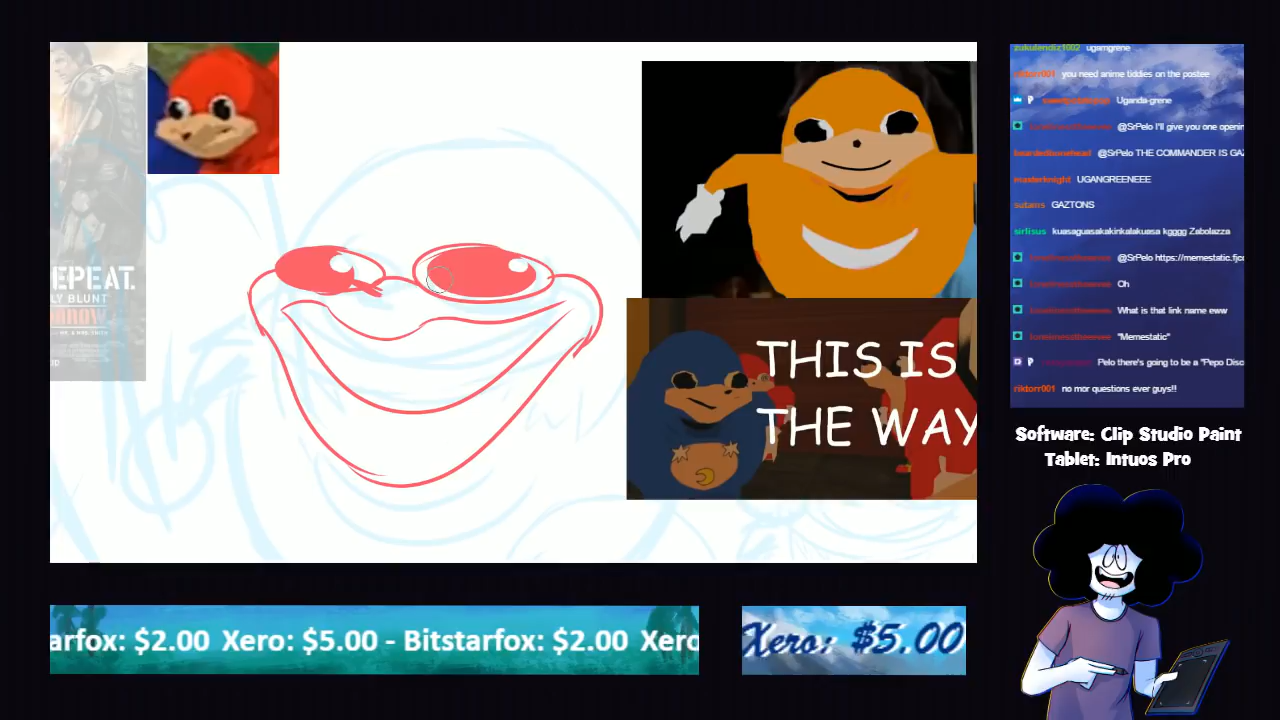 EPEAT.
LY BLUNT
THIS IS
THE WAY
ugamgrene
riktorr001 you need anime tiddies on the postee
Uganda-grene
@SrPelo I'll give you one openin
@SrPelo THE COMMANDER IS GAZ
masterknight UGANGREENEEE
GAZTONS
sirlisus kuasaguasakakinkalakuasa kgggg Zabolazza
@SrPelo https://memestatic.fjc
Oh
What is that link name eww
"Memestatic"
Pelo there's going to be a "Pepo Disc
riktorr001 no mor questions ever guys!!
Software: Clip Studio Paint
Tablet: Intuos Pro
arfox: $2.00 Xero: $5.00 - Bitstarfox: $2.00 Xero
Xero: $5.00